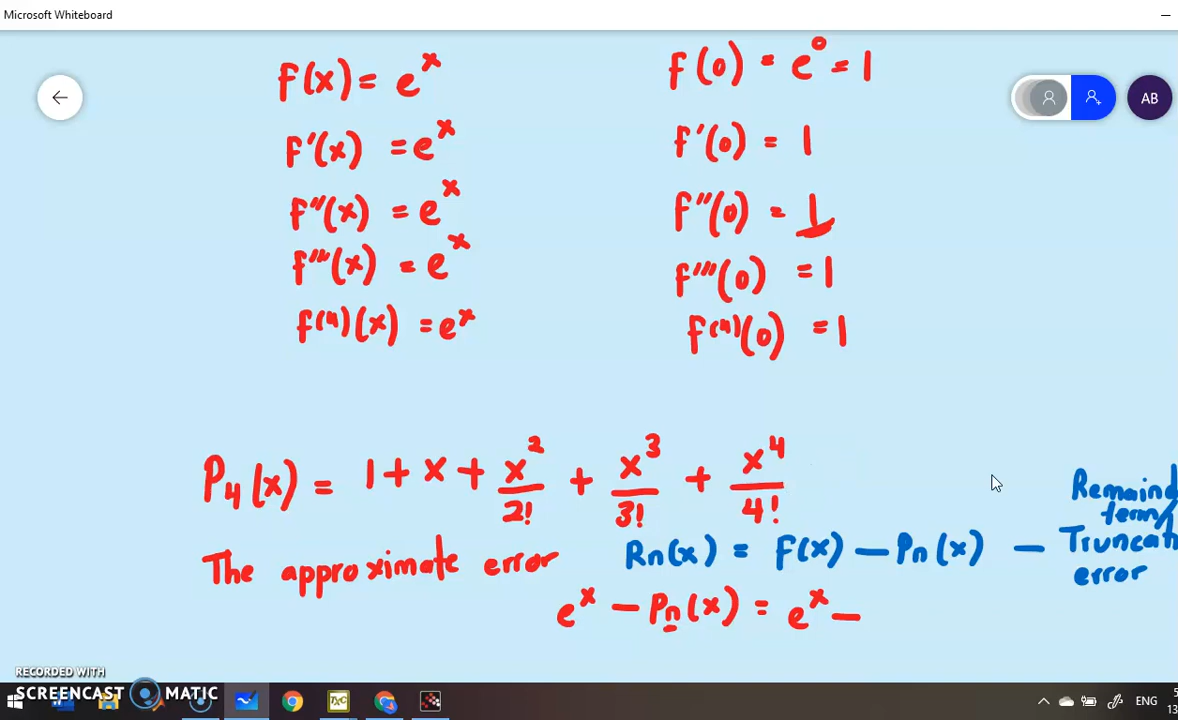 Microsoft Whiteboard
f(x) = e^x
f(0) = e^0 = 1
AB
f'(x) = e^x
f'(0) = 1
f''(x) = e^x
f''(0) = 1
f'''(x) = e^x
f'''(0) = 1
f^(4)(x) = e^x
f^(4)(0) = 1
P4(x) = 1 + x + x^2/2! + x^3/3! + x^4/4!
Remaind
term/
The approximate error
Rn(x) = f(x) — Pn(x) — Truncat
error
e^x — Pn(x) = e^x —
RECORDED WITH
SCREENCAST MATIC
ENG
5
13